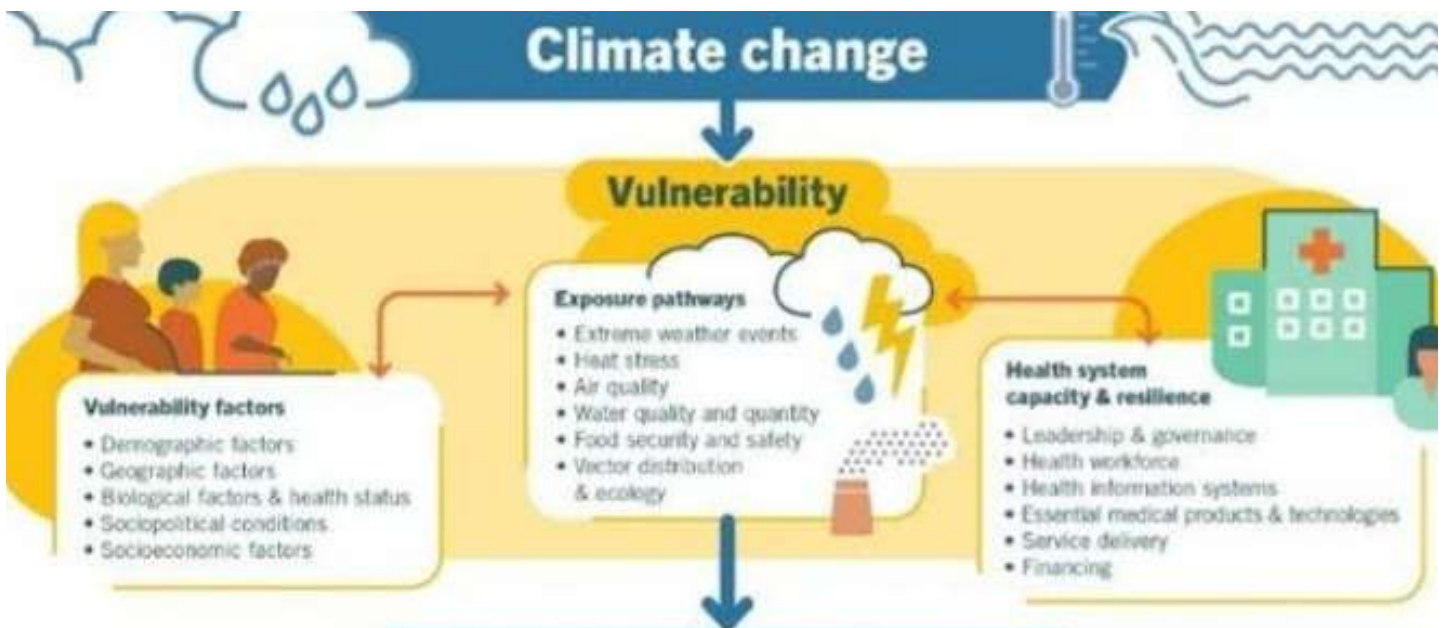 Climate change
Vulnerability
Vulnerability factors
• Demographic factors
• Geographic factors
• Biological factors & health status
• Sociopolitical conditions
• Socioeconomic factors
Exposure pathways
• Extreme weather events
• Heat stress
• Air quality
• Water quality and quantity
• Food security and safety
• Vector distribution
& ecology
Health system
capacity & resilience
• Leadership & governance
• Health workforce
• Health information systems
• Essential medical products & technologies
• Service delivery
• Financing